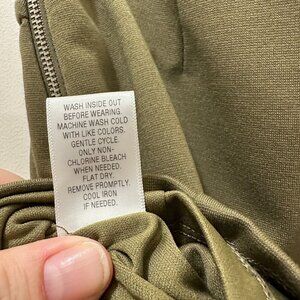 WASH INSIDE OUT
BEFORE WEARING.
MACHINE WASH COLD
WITH LIKE COLORS.
GENTLE CYCLE.
ONLY NON-
CHLORINE BLEACH
WHEN NEEDED.
FLAT DRY.
REMOVE PROMPTLY.
COOL IRON
IF NEEDED.